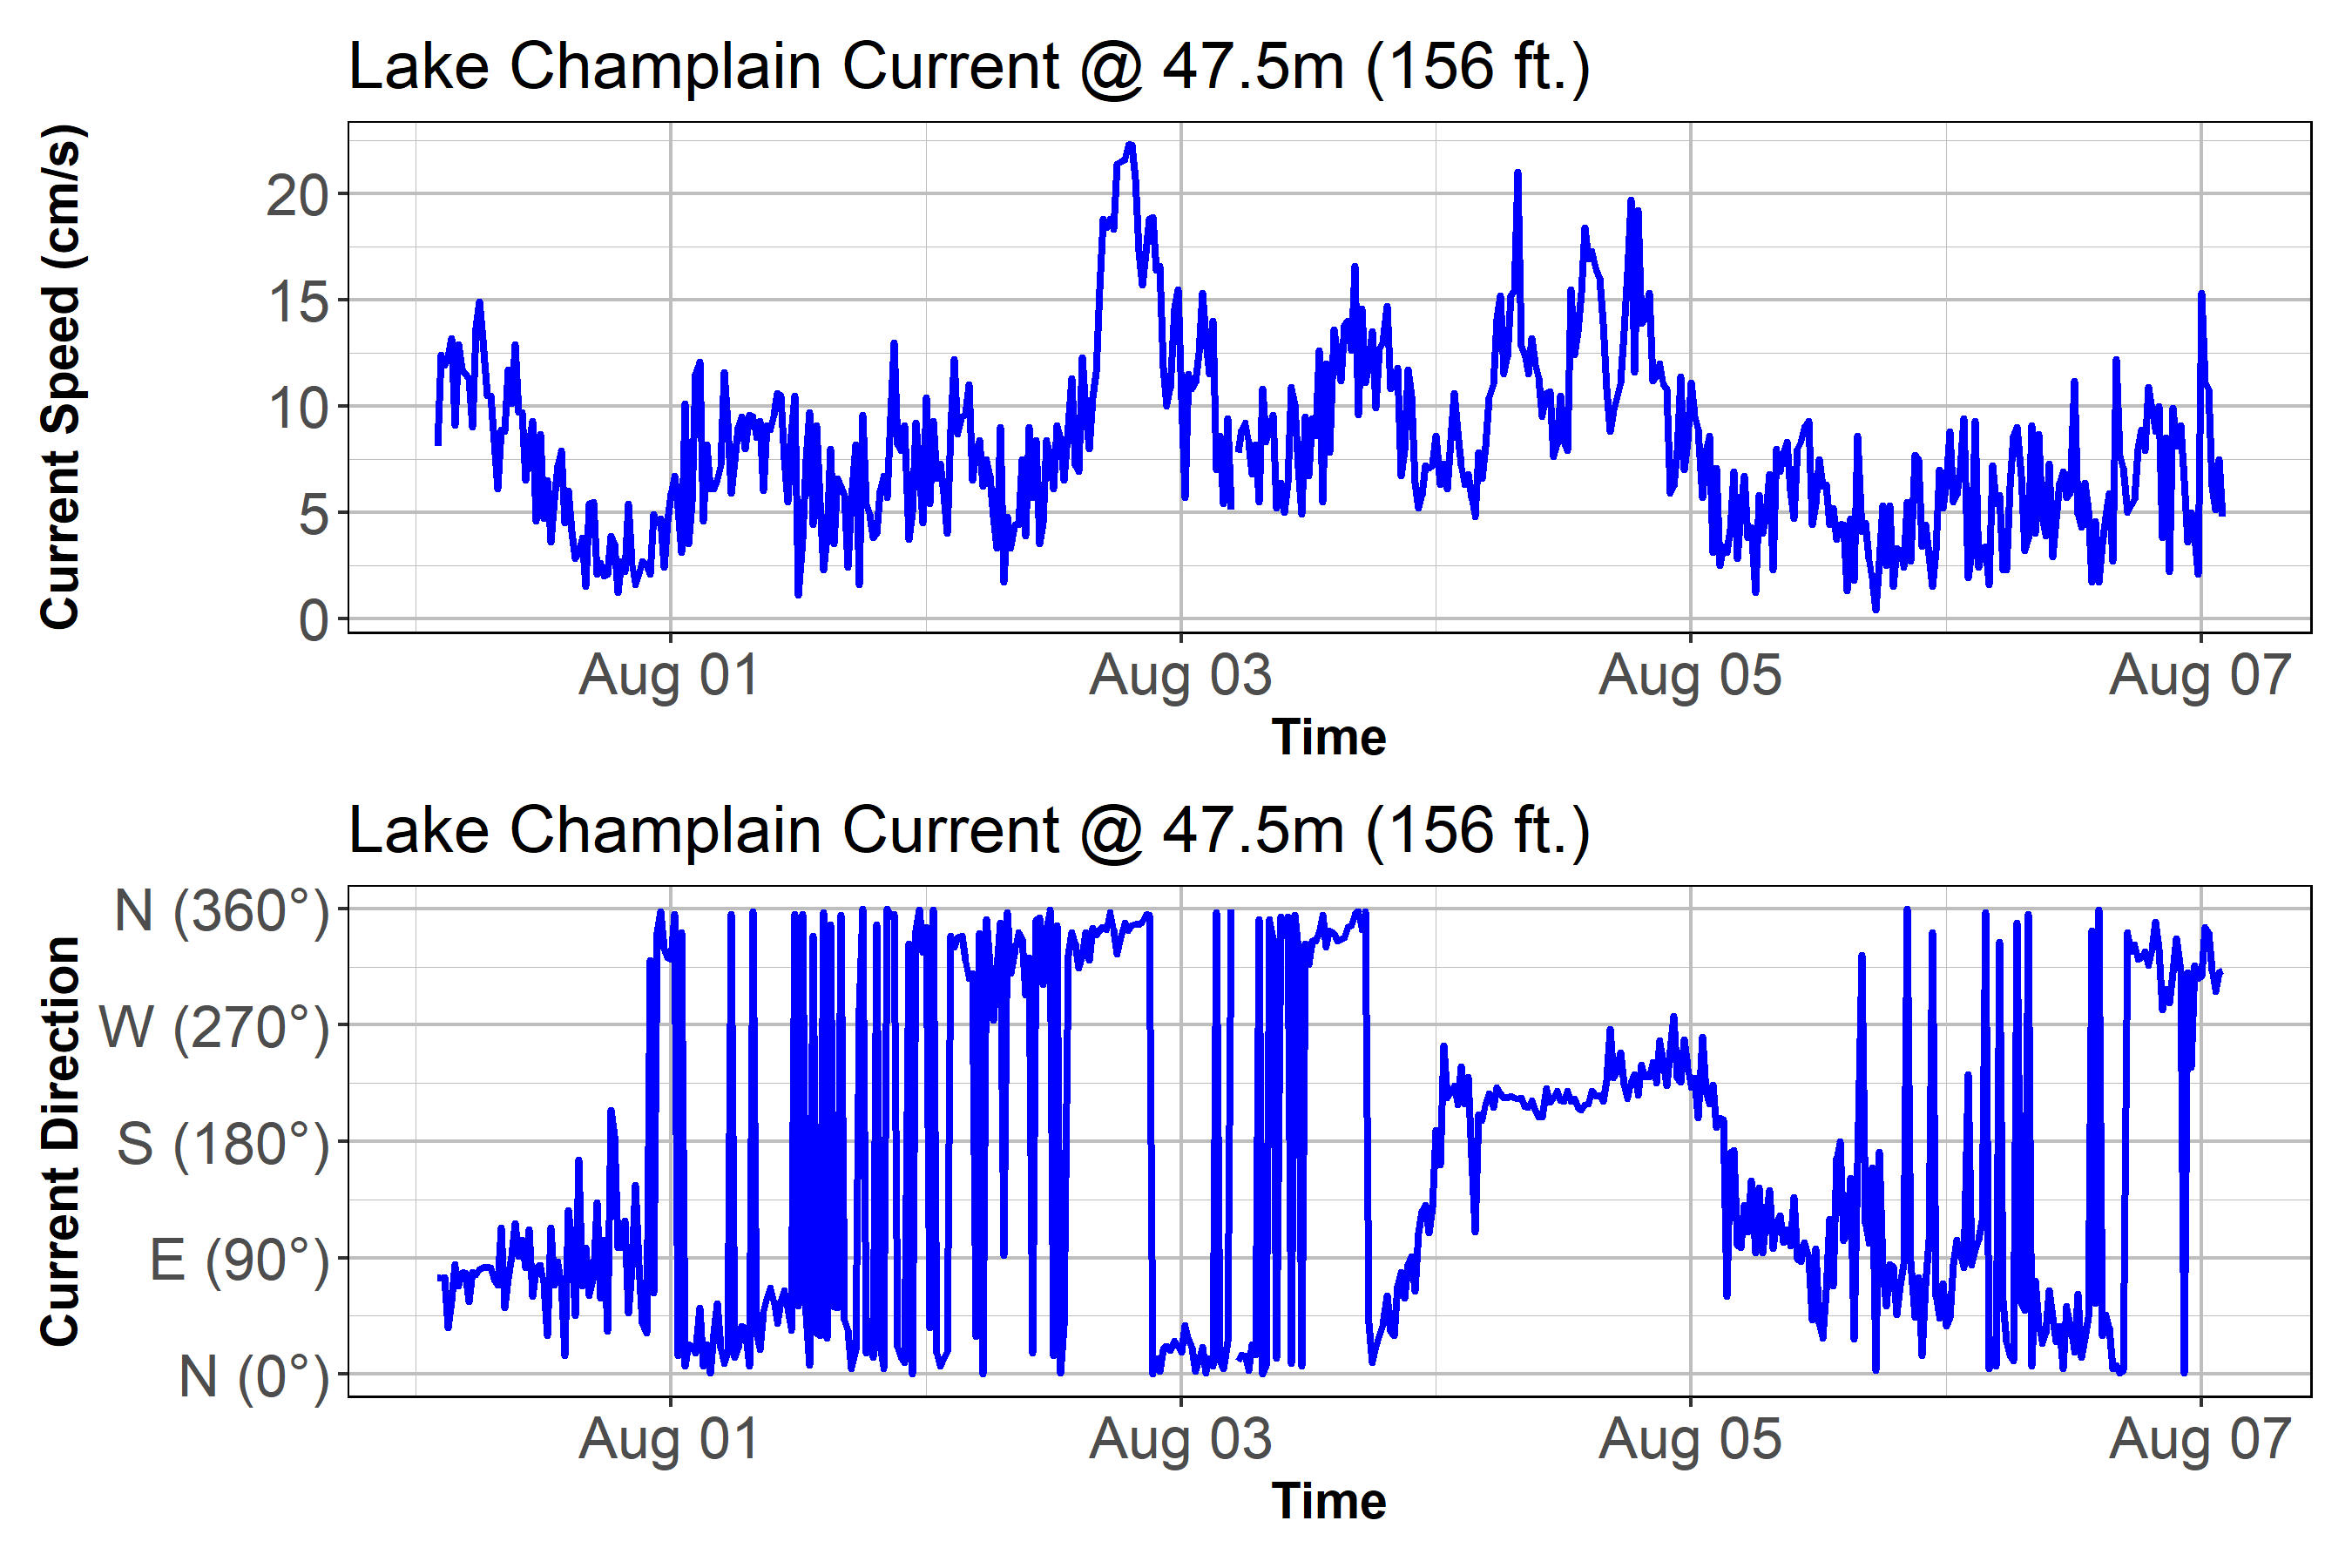 Lake Champlain Current @ 47.5m (156 ft.)
Current Speed (cm/s)
20
15
10
5
0
Aug 01 Aug 03 Aug 05 Aug 07
Time
Lake Champlain Current @ 47.5m (156 ft.)
Current Direction
N (360°)
W (270°)
S (180°)
E (90°)
N (0°)
Aug 01 Aug 03 Aug 05 Aug 07
Time